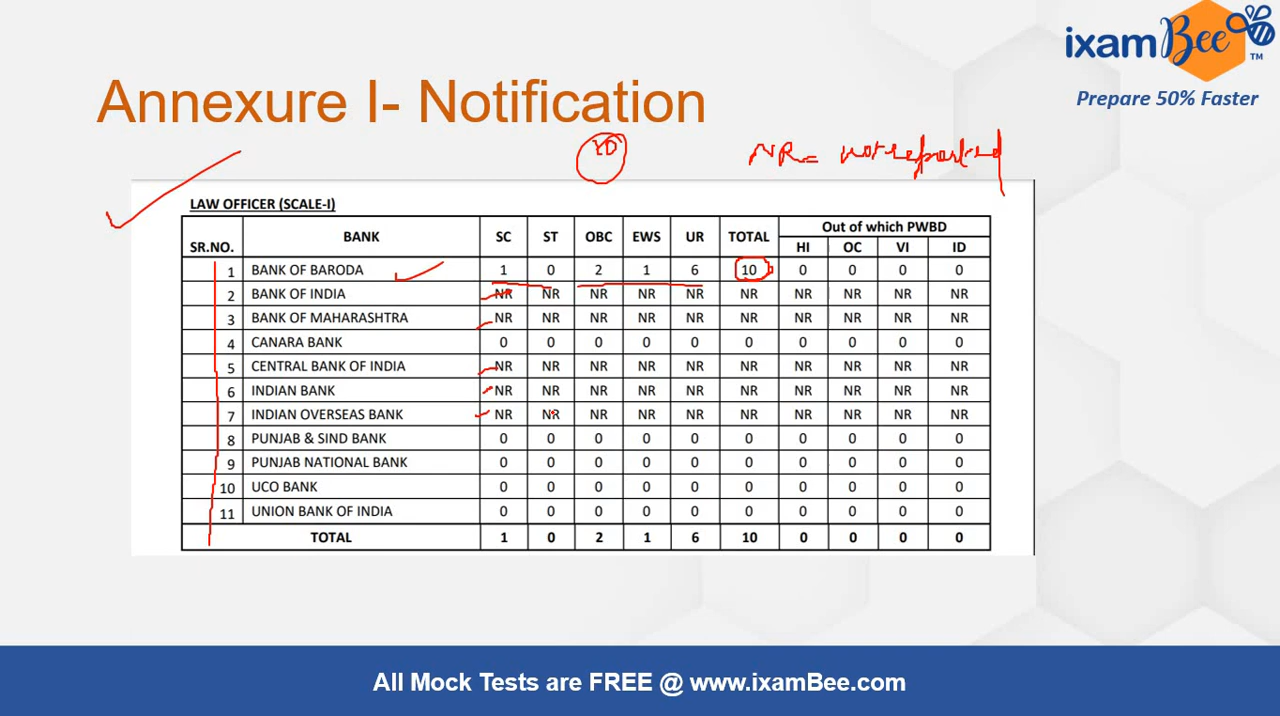 ixamBee TM
Prepare 50% Faster
Annexure I- Notification
10
NR= not reported
LAW OFFICER (SCALE-I)
SR.NO. BANK SC ST OBC EWS UR TOTAL Out of which PWBD
HI OC VI ID
1 BANK OF BARODA 1 0 2 1 6 10 0 0 0 0
2 BANK OF INDIA NR NR NR NR NR NR NR NR NR NR
3 BANK OF MAHARASHTRA NR NR NR NR NR NR NR NR NR NR
4 CANARA BANK 0 0 0 0 0 0 0 0 0 0
5 CENTRAL BANK OF INDIA NR NR NR NR NR NR NR NR NR NR
6 INDIAN BANK NR NR NR NR NR NR NR NR NR NR
7 INDIAN OVERSEAS BANK NR NR NR NR NR NR NR NR NR NR
8 PUNJAB & SIND BANK 0 0 0 0 0 0 0 0 0 0
9 PUNJAB NATIONAL BANK 0 0 0 0 0 0 0 0 0 0
10 UCO BANK 0 0 0 0 0 0 0 0 0 0
11 UNION BANK OF INDIA 0 0 0 0 0 0 0 0 0 0
TOTAL 1 0 2 1 6 10 0 0 0 0
All Mock Tests are FREE @ www.ixamBee.com